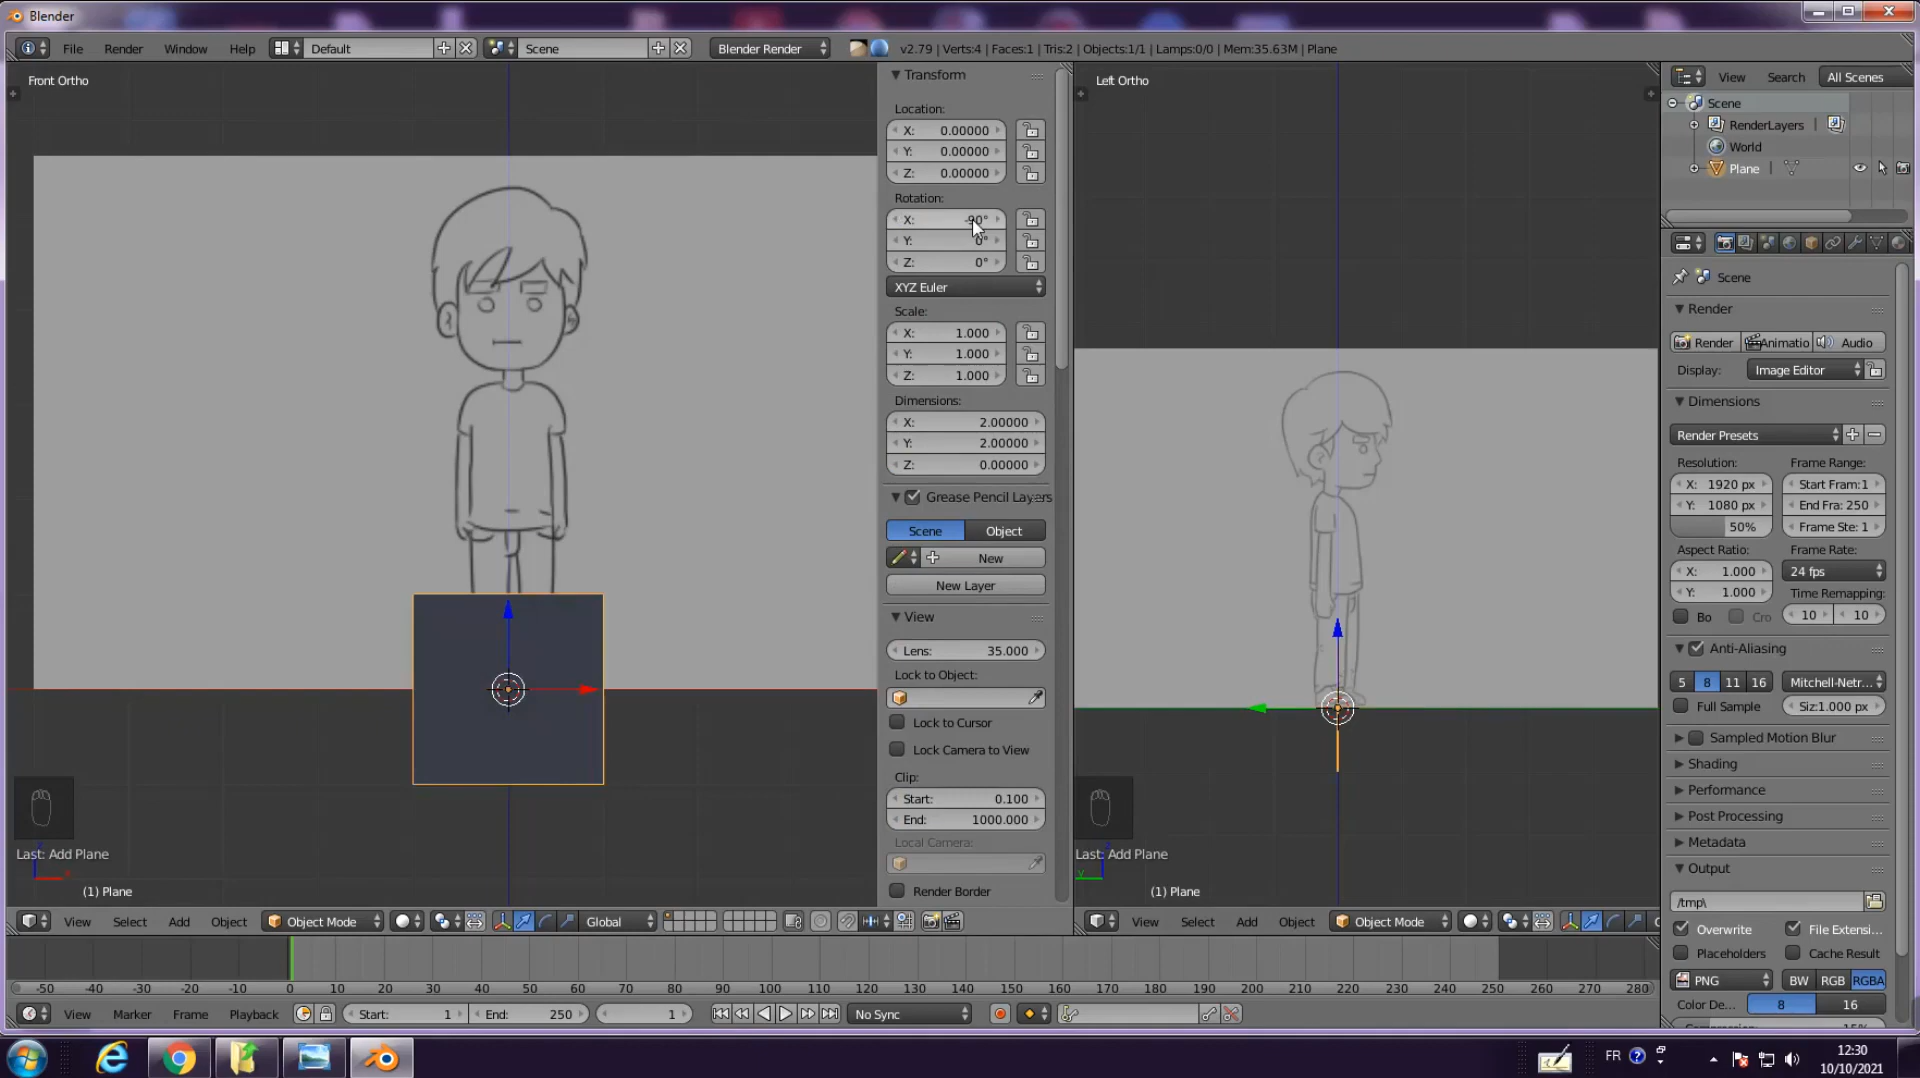 Blender
File Render Window Help Default Scene Blender Render v2.79 | Verts:4 | Faces:1 | Tris:2 | Objects:1/1 | Lamps:0/0 | Mem:35.63M | Plane
Front Ortho
Transform
Location:
X: 0.00000
Y: 0.00000
Z: 0.00000
Rotation:
X: -90°
Y: 0°
Z: 0°
XYZ Euler
Scale:
X: 1.000
Y: 1.000
Z: 1.000
Dimensions:
X: 2.00000
Y: 2.00000
Z: 0.00000
Grease Pencil Layers
Scene Object
New
New Layer
View
Lens: 35.000
Lock to Object:
Lock to Cursor
Lock Camera to View
Clip:
Start: 0.100
End: 1000.000
Local Camera:
Render Border
Last: Add Plane
(1) Plane
View Select Add Object Object Mode Global
Left Ortho
Last: Add Plane
y
(1) Plane
View Select Add Object Object Mode
View Search All Scenes
Scene
RenderLayers
World
Plane
Scene
Render
Render Animatio Audio
Display: Image Editor
Dimensions
Render Presets
Resolution: Frame Range:
X: 1920 px Start Fram:1
Y: 1080 px End Fra: 250
50% Frame Ste: 1
Aspect Ratio: Frame Rate:
X: 1.000 24 fps
Y: 1.000 Time Remapping:
Bo Cro 10 10
Anti-Aliasing
5 8 11 16 Mitchell-Netr...
Full Sample Siz:1.000 px
Sampled Motion Blur
Shading
Performance
Post Processing
Metadata
Output
/tmp\
Overwrite File Extensi...
Placeholders Cache Result
PNG BW RGB RGBA
Color De... 8 16
-50 -40 -30 -20 -10 0 10 20 30 40 50 60 70 80 90 100 110 120 130 140 150 160 170 180 190 200 210 220 230 240 250 260 270 280
View Marker Frame Playback Start: 1 End: 250 1 No Sync
FR
12:30
10/10/2021